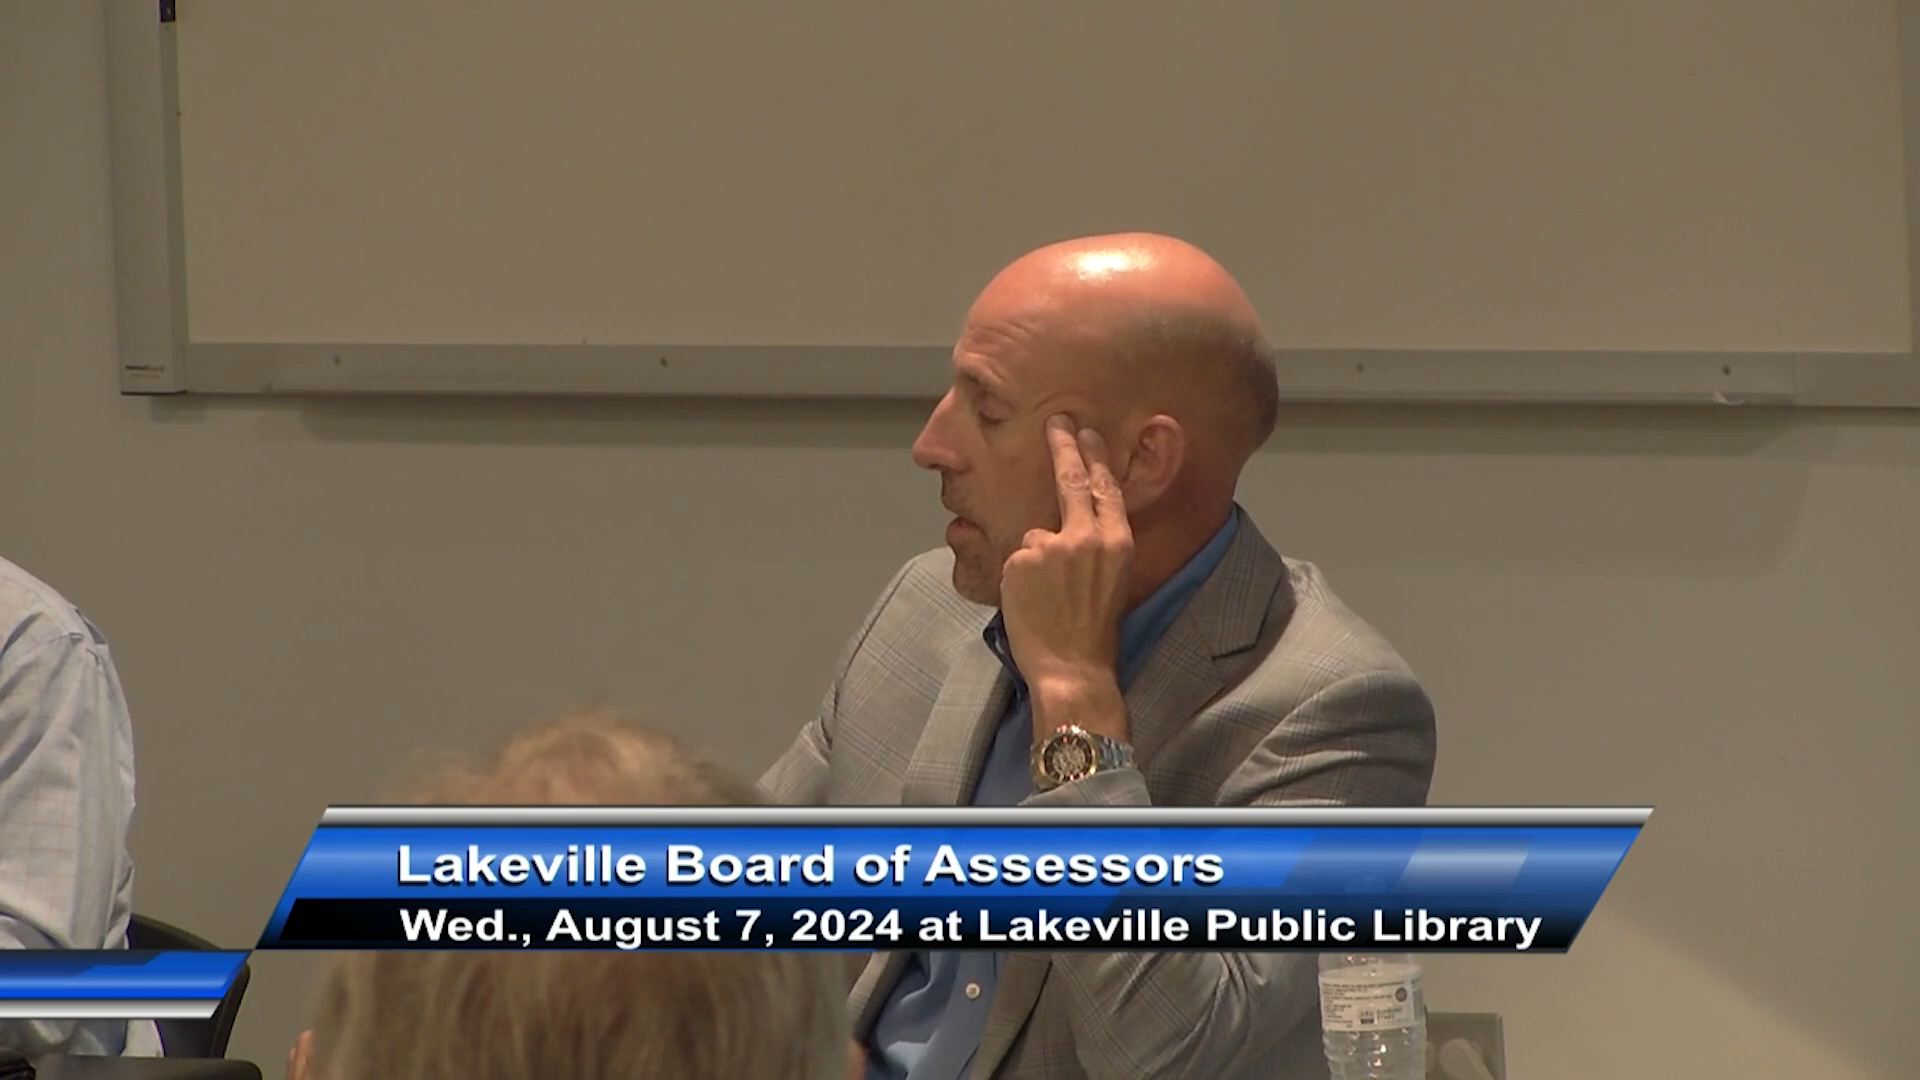 Lakeville Board of Assessors
Wed., August 7, 2024 at Lakeville Public Library